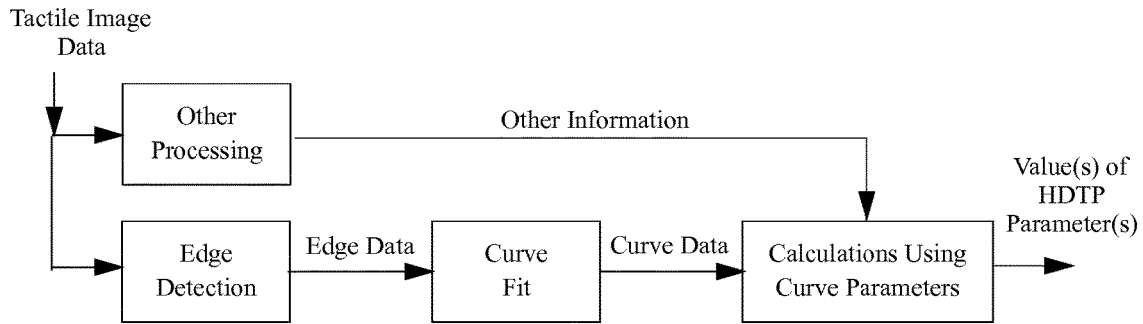 Tactile Image
Data
Other
Processing
Other Information
Value(s) of
HDTP
Parameter(s)
Edge
Detection
Edge Data
Curve
Fit
Curve Data
Calculations Using
Curve Parameters